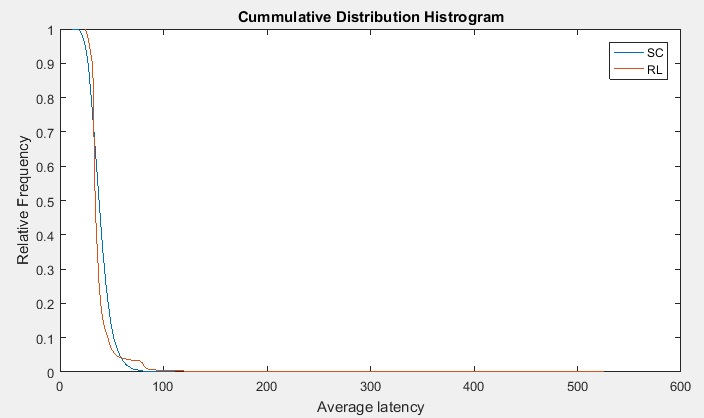 Cummulative Distribution Histrogram
SC
RL
1
0.9
0.8
0.7
0.6
0.5
0.4
0.3
0.2
0.1
0
Relative Frequency
0 100 200 300 400 500 600
Average latency